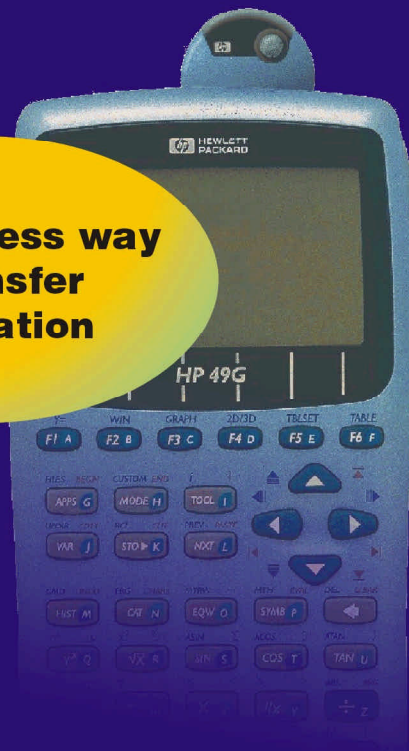 HEWLETT
PACKARD
ess way
nsfer
ation
HP 49G
WIN GRAPH 2D/3D TBLSET TABLE
F1 A F2 B F3 C F4 D F5 E F6 F
APPS G MODE H TOOL I
VAR J STO▶ K NXT L
HIST M CAT N EQW O SYMB P
√X R SIN S COS T TAN U
÷ Z